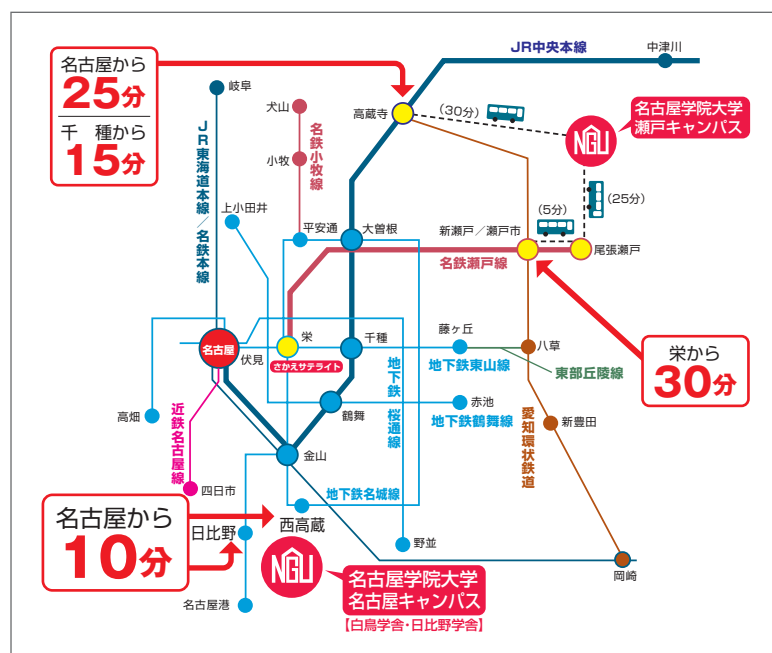 名古屋から
25分
千 種から
15分
JR中央本線
中津川
岐阜
犬山
高蔵寺
(30分)
NGU
名古屋学院大学
瀬戸キャンパス
JR東海道本線／名鉄本線
名鉄小牧線
小牧
上小田井
平安通
大曽根
新瀬戸／瀬戸市
(5分)
(25分)
尾張瀬戸
名鉄瀬戸線
名古屋
伏見
栄
さかえサテライト
千種
藤ヶ丘
八草
地下鉄東山線
東部丘陵線
栄から
30分
高畑
近鉄名古屋線
鶴舞
地下鉄桜通線
赤池
地下鉄鶴舞線
愛知環状鉄道
新豊田
金山
四日市
地下鉄名城線
名古屋から
10分
日比野
西高蔵
野並
岡崎
名古屋港
NGU
名古屋学院大学
名古屋キャンパス
【白鳥学舎・日比野学舎】